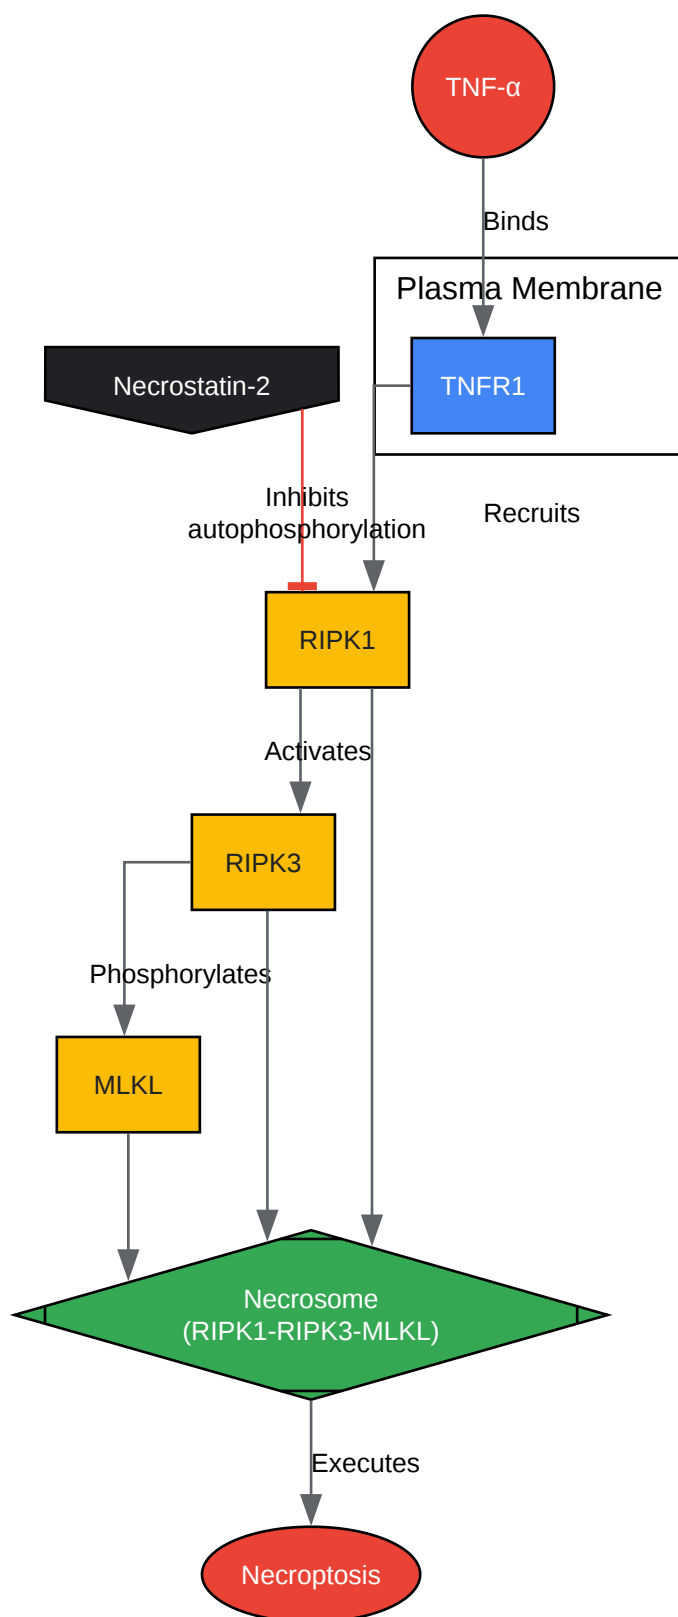 TNF-α
Binds
Plasma Membrane
TNFR1
Necrostatin-2
Inhibits
autophosphorylation
Recruits
RIPK1
Activates
RIPK3
Phosphorylates
MLKL
Necrosome
(RIPK1-RIPK3-MLKL)
Executes
Necroptosis